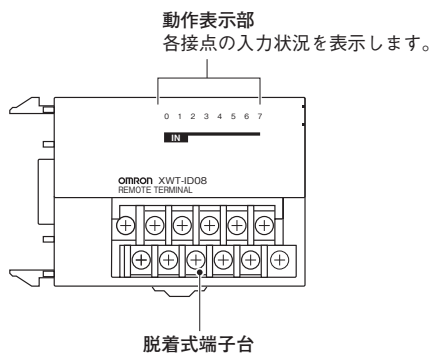 動作表示部
各接点の入力状況を表示します。
0 1 2 3 4 5 6 7
IN
OMRON XWT-ID08
REMOTE TERMINAL
脱着式端子台